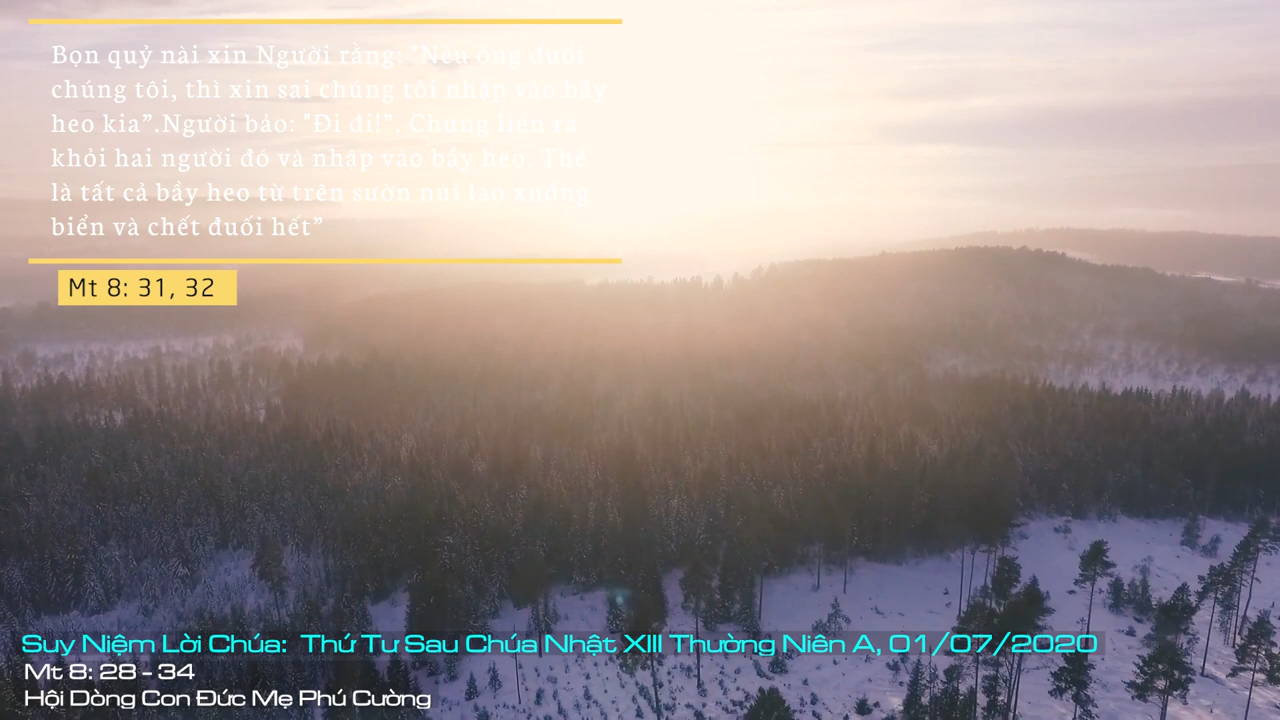 Bọn quỷ nài xin Người rằng: "Nếu ông đuổi
chúng tôi, thì xin sai chúng tôi nhập vào bầy
heo kia”.Người bảo: "Đi đi!". Chúng liền ra
khỏi hai người đó và nhập vào bầy heo. Thế
là tất cả bầy heo từ trên sườn núi lao xuống
biển và chết đuối hết”
Mt 8: 31, 32
Suy Niệm Lời Chúa: Thứ Tư Sau Chúa Nhật XIII Thường Niên A, 01/07/2020
Mt 8: 28 - 34
Hội Dòng Con Đức Mẹ Phú Cường